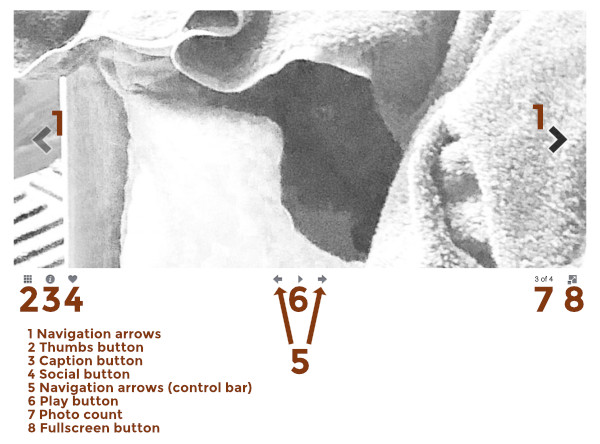 1 1
3 of 4
2 3 4 6 7 8
5
1 Navigation arrows
2 Thumbs button
3 Caption button
4 Social button
5 Navigation arrows (control bar)
6 Play button
7 Photo count
8 Fullscreen button